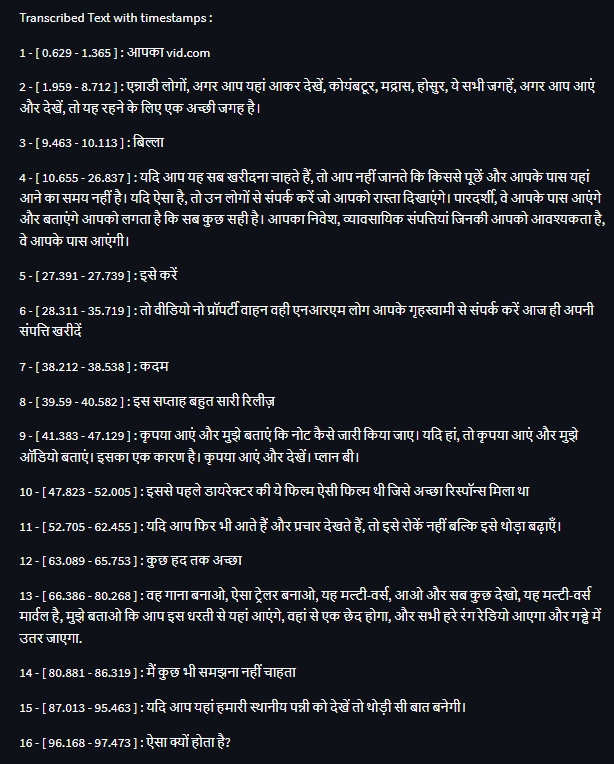 Transcribed Text with timestamps :
1 - [ 0.629 - 1.365 ] : आपका vid.com
2 - [ 1.959 - 8.712 ] : एन्नाडी लोगों, अगर आप यहां आकर देखें, कोयंबटूर, मद्रास, होसुर, ये सभी जगहें, अगर आप आएं
और देखें, तो यह रहने के लिए एक अच्छी जगह है।
3 - [ 9.463 - 10.113 ] : बिल्ला
4 - [ 10.655 - 26.837 ] : यदि आप यह सब खरीदना चाहते हैं, तो आप नहीं जानते कि किससे पूछें और आपके पास यहां
आने का समय नहीं है। यदि ऐसा है, तो उन लोगों से संपर्क करें जो आपको रास्ता दिखाएंगे। पारदर्शी, वे आपके पास आएंगे
और बताएंगे आपको लगता है कि सब कुछ सही है। आपका निवेश, व्यावसायिक संपत्तियां जिनकी आपको आवश्यकता है,
वे आपके पास आएंगी।
5 - [ 27.391 - 27.739 ] : इसे करें
6 - [ 28.311 - 35.719 ] : तो वीडियो नो प्रॉपर्टी वाहन वही एनआरएम लोग आपके गृहस्वामी से संपर्क करें आज ही अपनी
संपत्ति खरीदें
7 - [ 38.212 - 38.538 ] : कदम
8 - [ 39.59 - 40.582 ] : इस सप्ताह बहुत सारी रिलीज़
9 - [ 41.383 - 47.129 ] : कृपया आएं और मुझे बताएं कि नोट कैसे जारी किया जाए। यदि हां, तो कृपया आएं और मुझे
ऑडियो बताएं। इसका एक कारण है। कृपया आएं और देखें। प्लान बी।
10 - [ 47.823 - 52.005 ] : इससे पहले डायरेक्टर की ये फिल्म ऐसी फिल्म थी जिसे अच्छा रिस्पॉन्स मिला था
11 - [ 52.705 - 62.455 ] : यदि आप फिर भी आते हैं और प्रचार देखते हैं, तो इसे रोकें नहीं बल्कि इसे थोड़ा बढ़ाएँ।
12 - [ 63.089 - 65.753 ] : कुछ हद तक अच्छा
13 - [ 66.386 - 80.268 ] : वह गाना बनाओ, ऐसा ट्रेलर बनाओ, यह मल्टी-वर्स, आओ और सब कुछ देखो, यह मल्टी-वर्स
मार्वल है, मुझे बताओ कि आप इस धरती से यहां आएंगे, वहां से एक छेद होगा, और सभी हरे रंग रेडियो आएगा और गड्ढे में
उतर जाएगा.
14 - [ 80.881 - 86.319 ] : मैं कुछ भी समझना नहीं चाहता
15 - [ 87.013 - 95.463 ] : यदि आप यहां हमारी स्थानीय पन्नी को देखें तो थोड़ी सी बात बनेगी।
16 - [ 96.168 - 97.473 ] : ऐसा क्यों होता है?